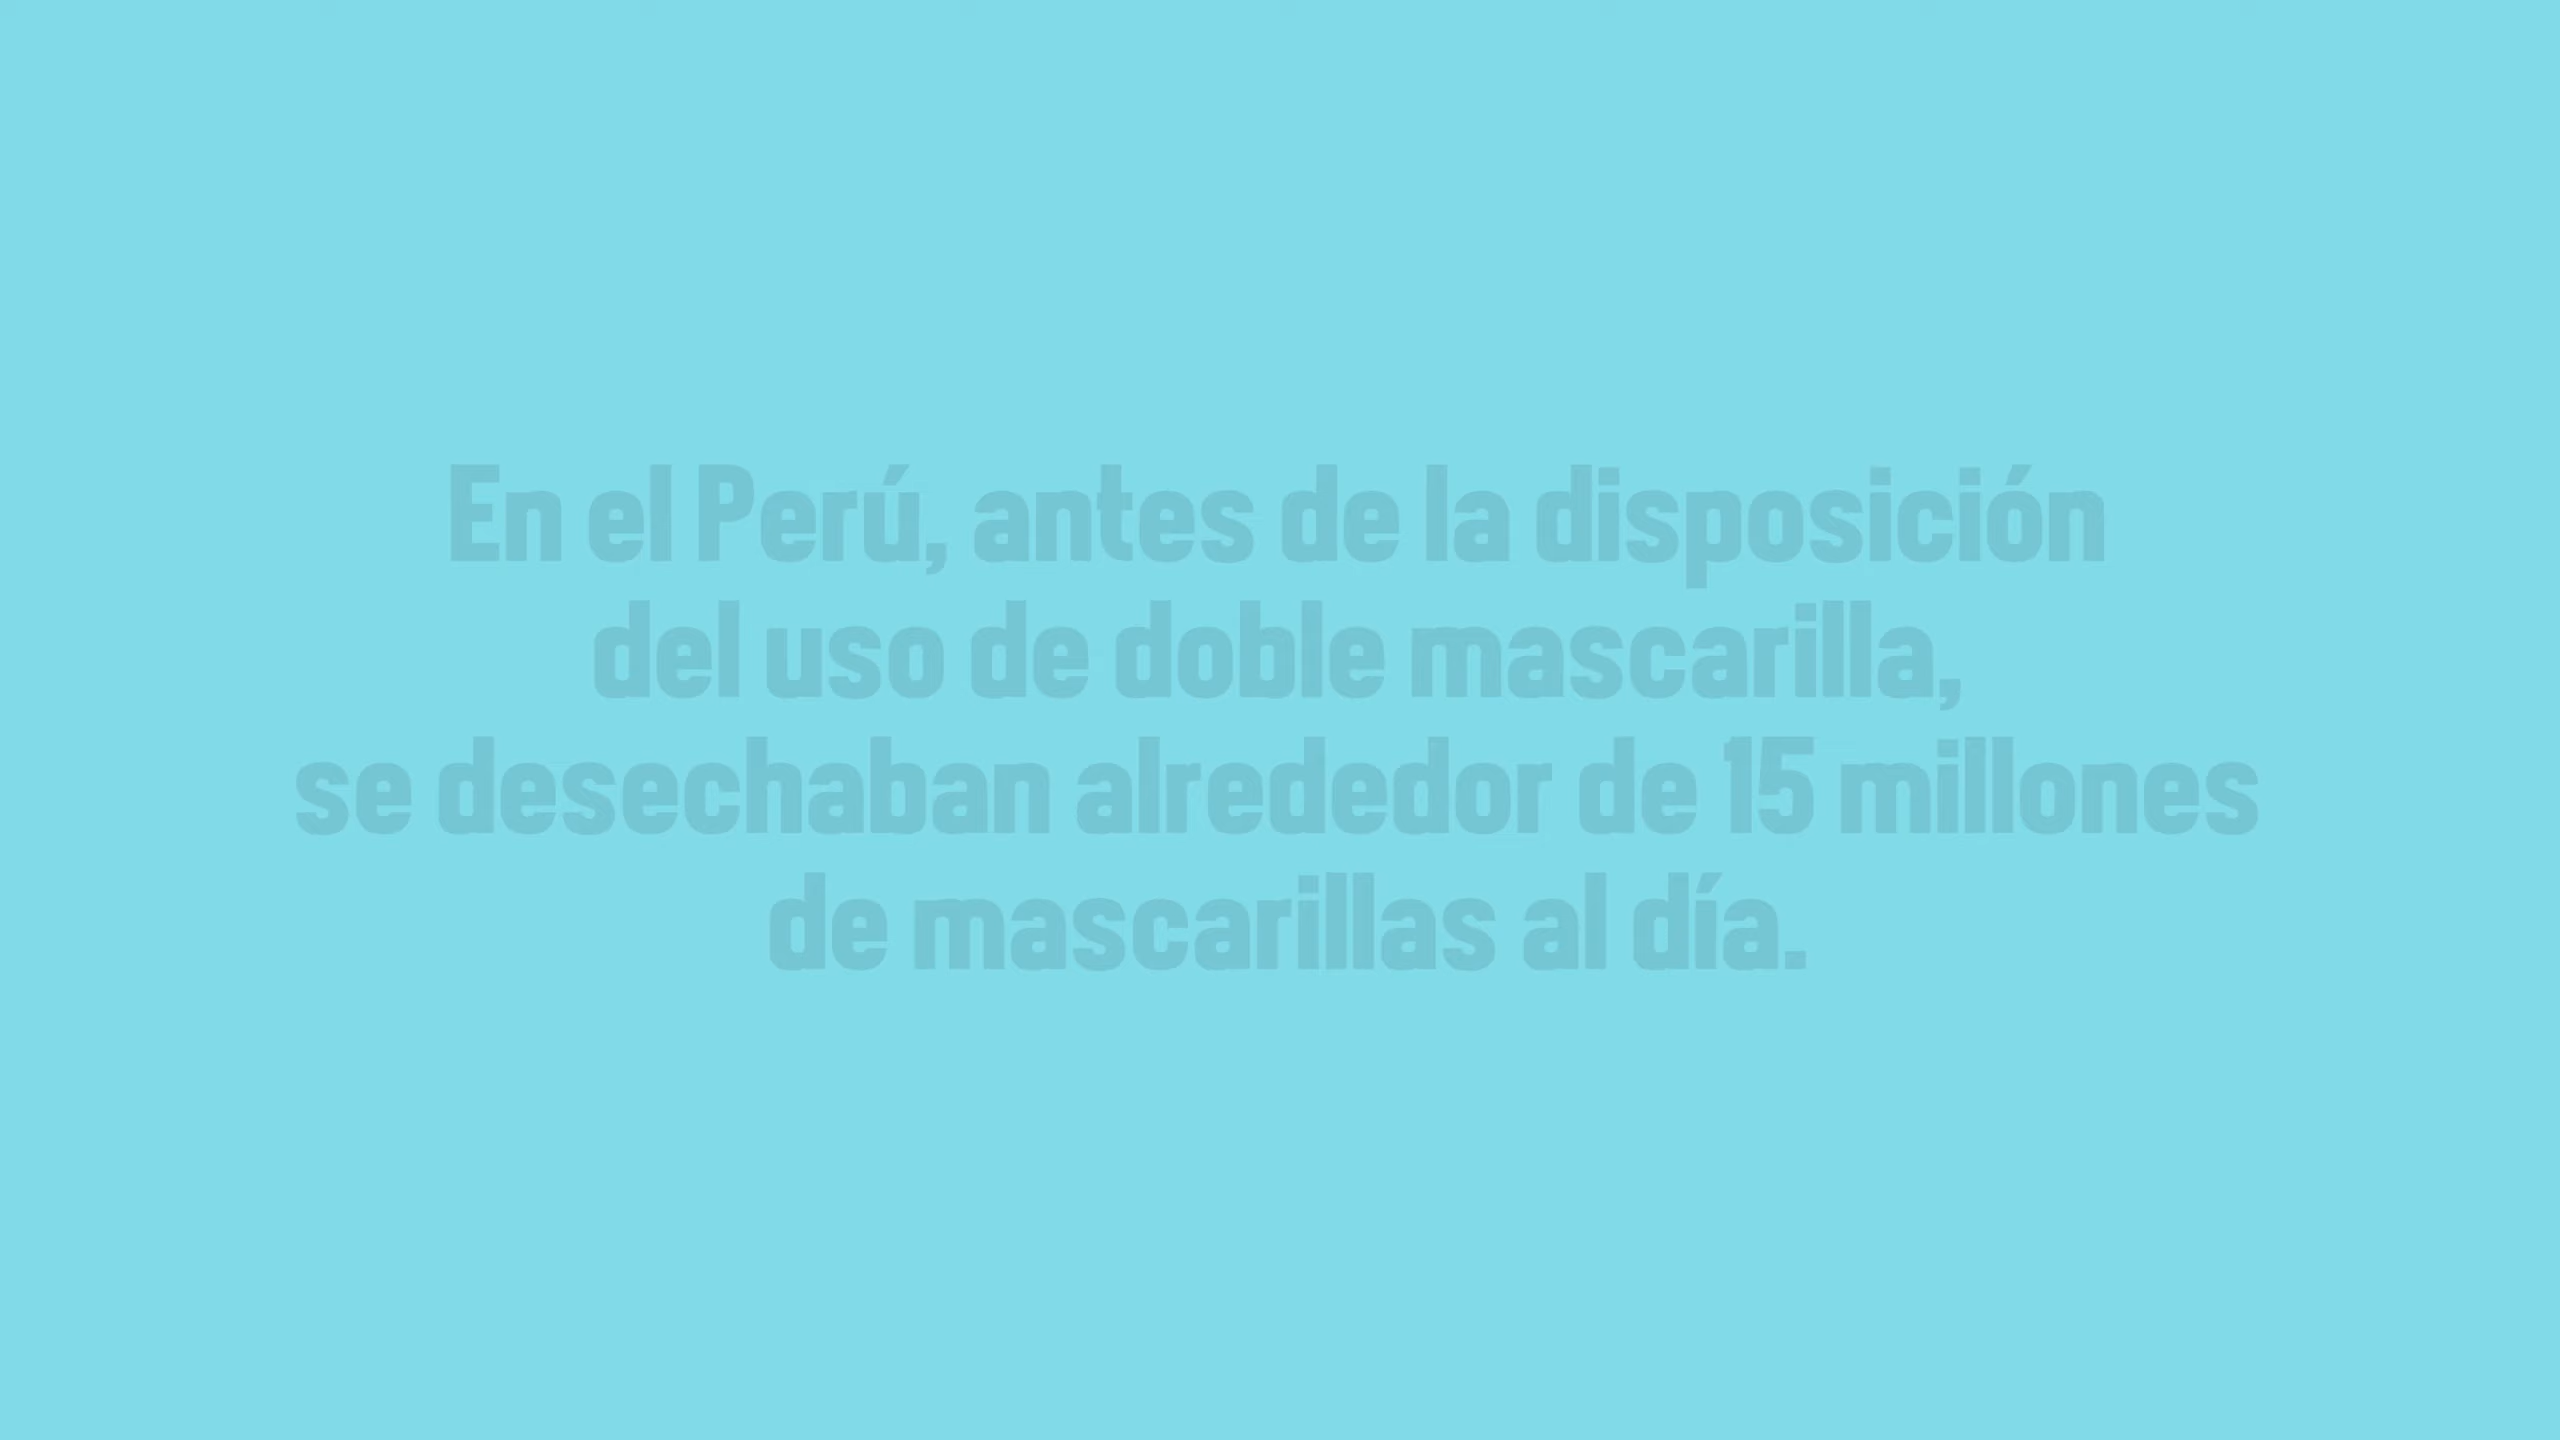 En el Perú, antes de la disposición
del uso de doble mascarilla,
se desechaban alrededor de 15 millones
de mascarillas al día.